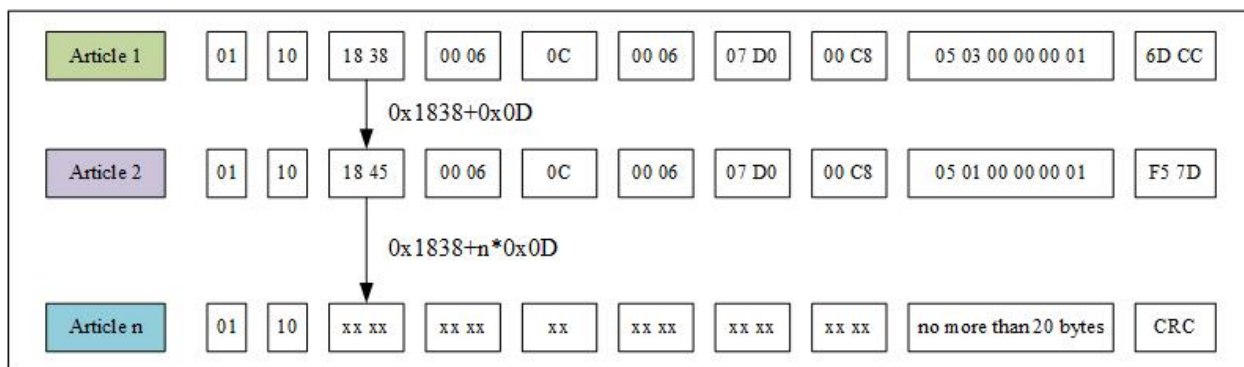 Article 1 01 10 18 38 00 06 0C 00 06 07 D0 00 C8 05 03 00 00 00 01 6D CC
0x1838+0x0D
Article 2 01 10 18 45 00 06 0C 00 06 07 D0 00 C8 05 01 00 00 00 01 F5 7D
0x1838+n*0x0D
Article n 01 10 xx xx xx xx xx xx xx xx xx xx xx no more than 20 bytes CRC